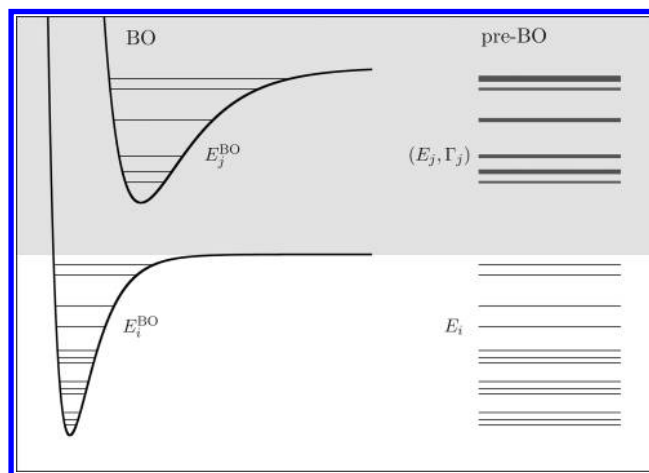 BO
pre-BO
E_j^BO
(E_j, Γ_j)
E_i^BO
E_i